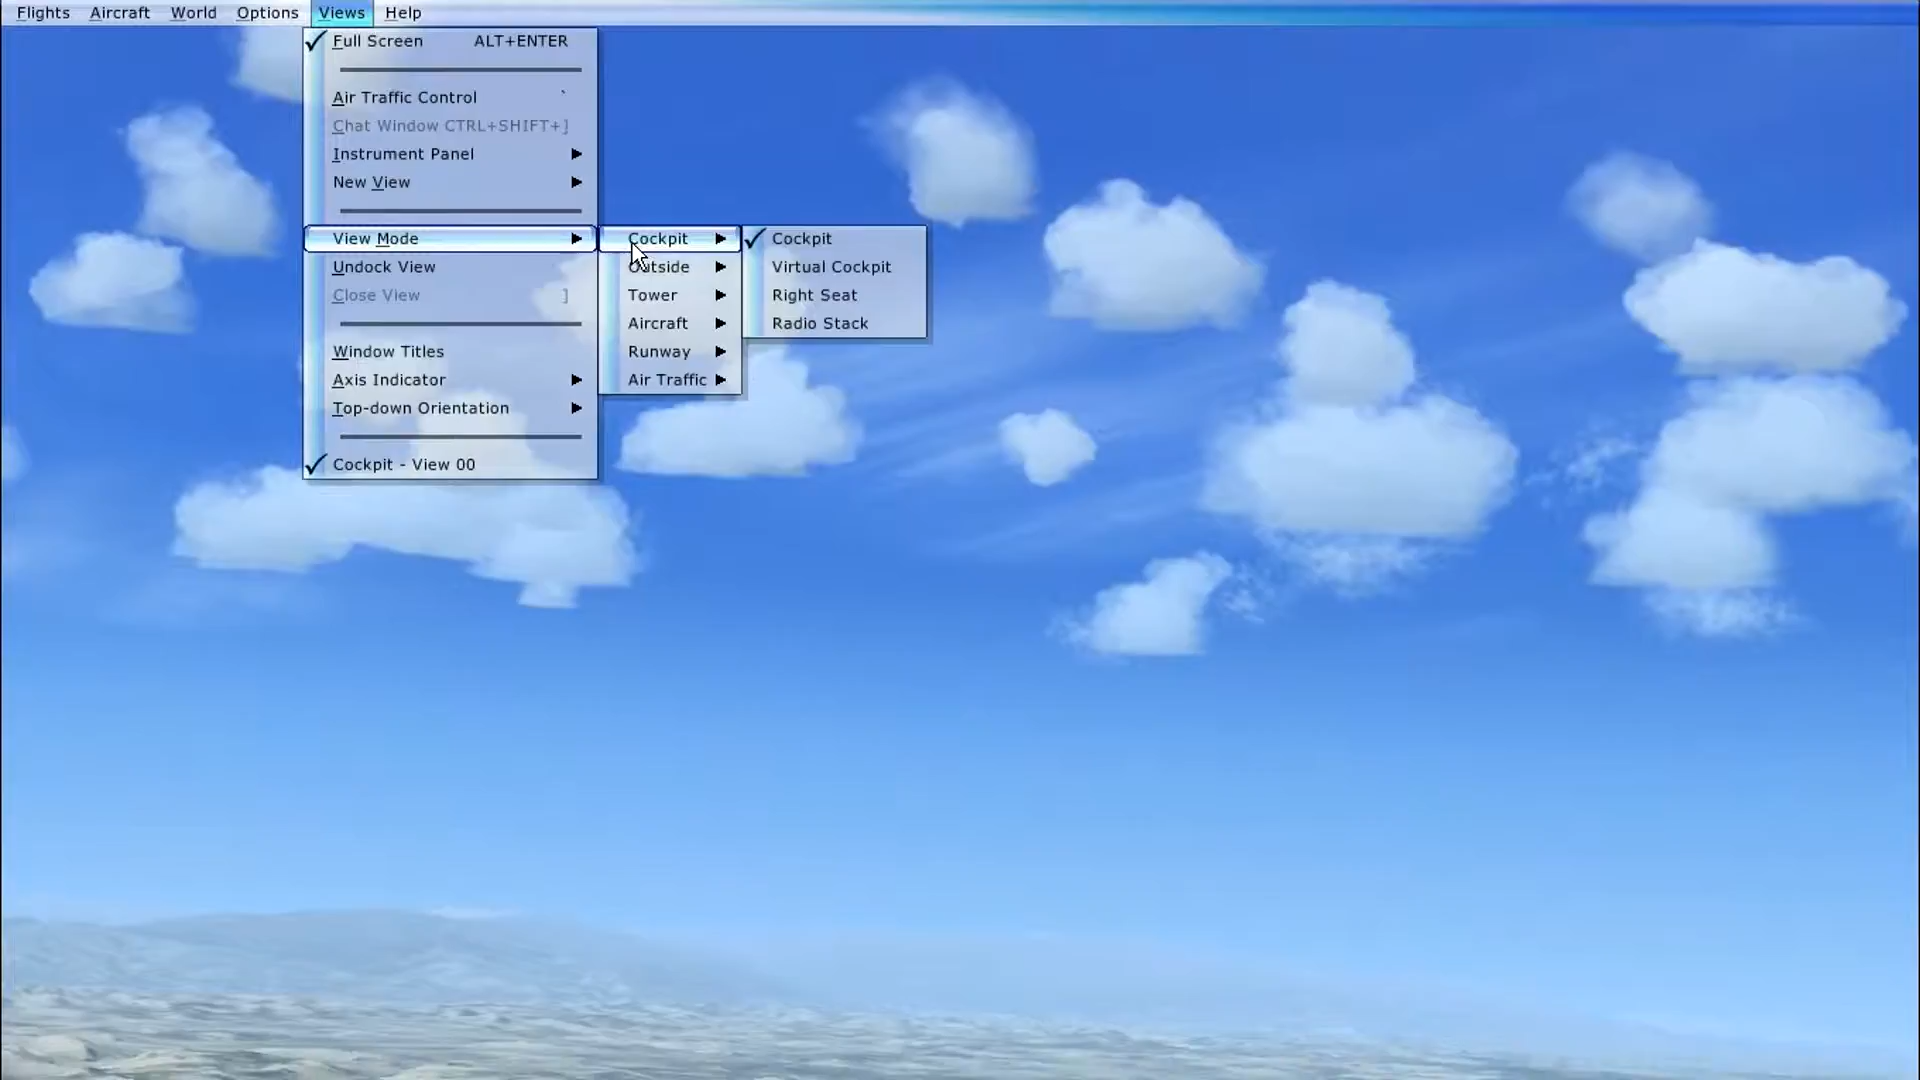 Flights Aircraft World Options Views Help
Full Screen ALT+ENTER
Air Traffic Control `
Chat Window CTRL+SHIFT+]
Instrument Panel
New View
View Mode
Undock View
Close View ]
Window Titles
Axis Indicator
Top-down Orientation
Cockpit - View 00
Cockpit
Outside
Tower
Aircraft
Runway
Air Traffic
Cockpit
Virtual Cockpit
Right Seat
Radio Stack